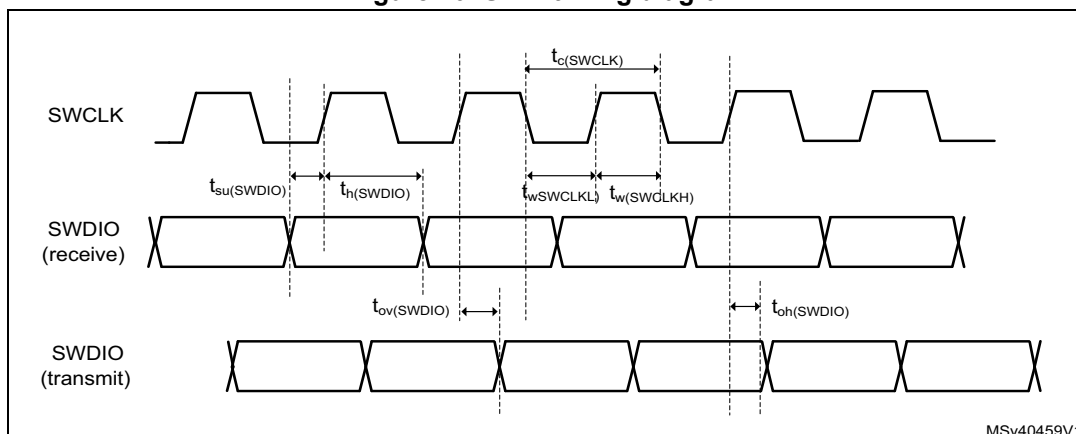 SWCLK
tc(SWCLK)
tsu(SWDIO)
th(SWDIO)
twSWCLKL)
tw(SWCLKH)
SWDIO
(receive)
tov(SWDIO)
toh(SWDIO)
SWDIO
(transmit)